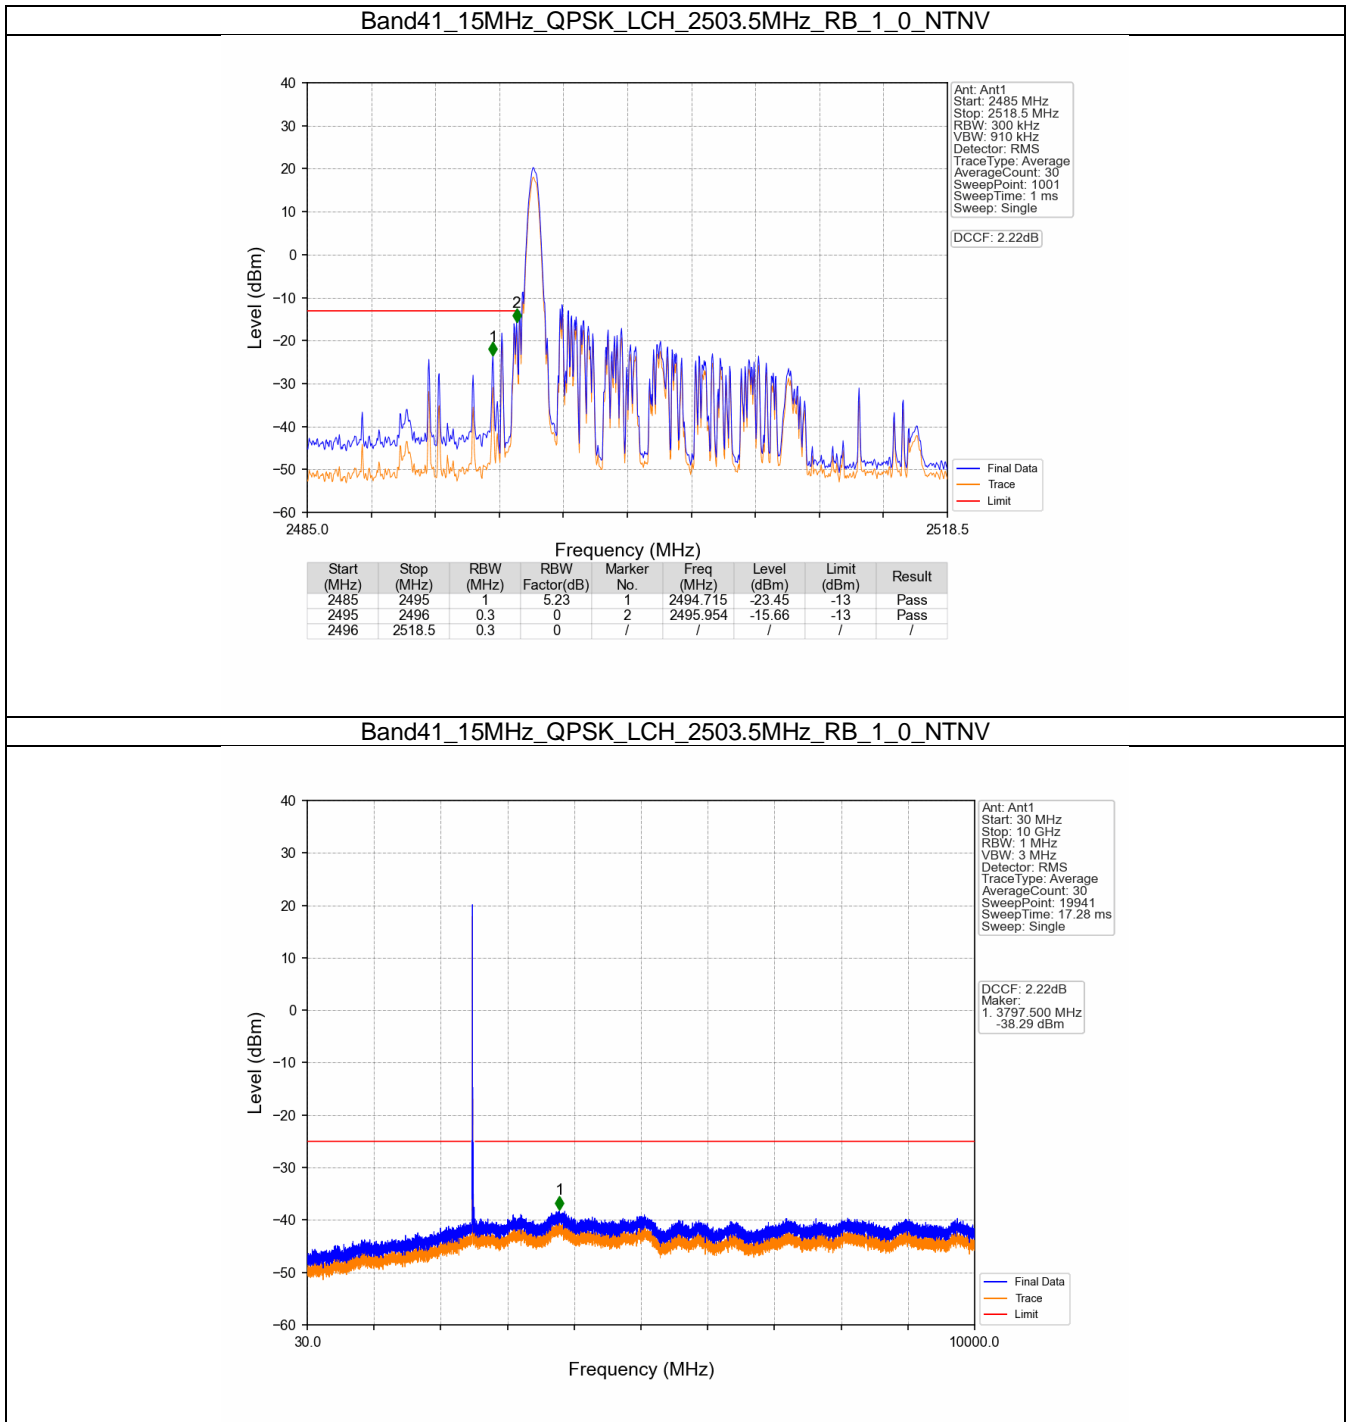 Band41_15MHz_QPSK_LCH_2503.5MHz_RB_1_0_NTNV
40
30
20
10
0
−10
−20
−30
−40
−50
−60
Level (dBm)
1
2
2485.0
2518.5
Frequency (MHz)
Ant: Ant1
Start: 2485 MHz
Stop: 2518.5 MHz
RBW: 300 kHz
VBW: 910 kHz
Detector: RMS
TraceType: Average
AverageCount: 30
SweepPoint: 1001
SweepTime: 1 ms
Sweep: Single
DCCF: 2.22dB
Final Data
Trace
Limit
Start (MHz) Stop (MHz) RBW (MHz) RBW Factor(dB) Marker No. Freq (MHz) Level (dBm) Limit (dBm) Result
2485 2495 1 5.23 1 2494.715 -23.45 -13 Pass
2495 2496 0.3 0 2 2495.954 -15.66 -13 Pass
2496 2518.5 0.3 0 / / / / /
Band41_15MHz_QPSK_LCH_2503.5MHz_RB_1_0_NTNV
40
30
20
10
0
−10
−20
−30
−40
−50
−60
Level (dBm)
1
30.0
10000.0
Frequency (MHz)
Ant: Ant1
Start: 30 MHz
Stop: 10 GHz
RBW: 1 MHz
VBW: 3 MHz
Detector: RMS
TraceType: Average
AverageCount: 30
SweepPoint: 19941
SweepTime: 17.28 ms
Sweep: Single
DCCF: 2.22dB
Maker:
1. 3797.500 MHz
-38.29 dBm
Final Data
Trace
Limit